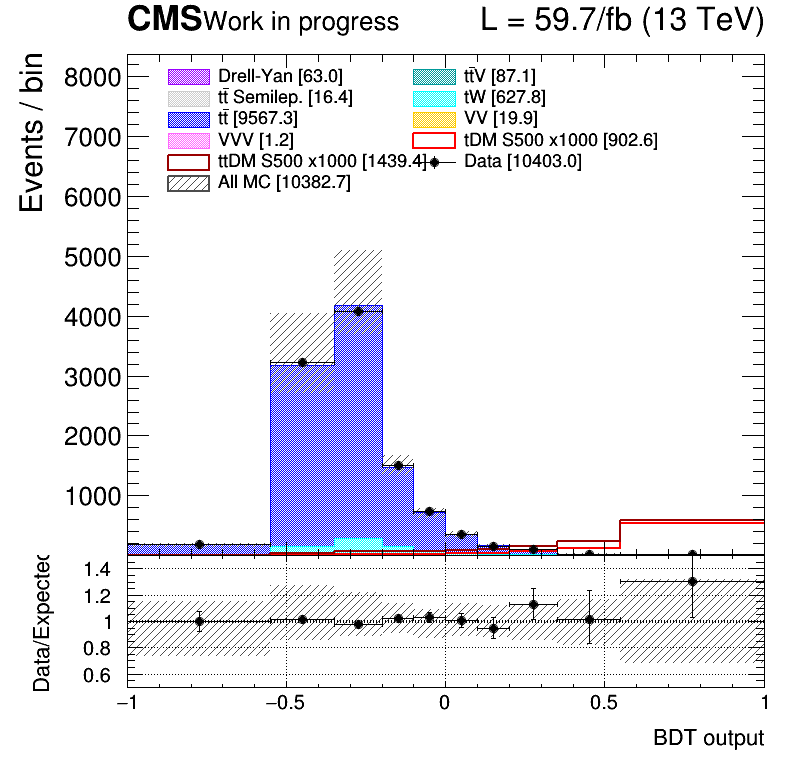 CMS Work in progress L = 59.7/fb (13 TeV)
Events / bin
8000
7000
6000
5000
4000
3000
2000
1000
Drell-Yan [63.0] tt̄V [87.1]
tt̄ Semilep. [16.4] tW [627.8]
tt̄ [9567.3] VV [19.9]
VVV [1.2] tDM S500 x1000 [902.6]
ttDM S500 x1000 [1439.4] Data [10403.0]
All MC [10382.7]
Data/Expected
1.4
1.2
1
0.8
0.6
−1 −0.5 0 0.5 1
BDT output